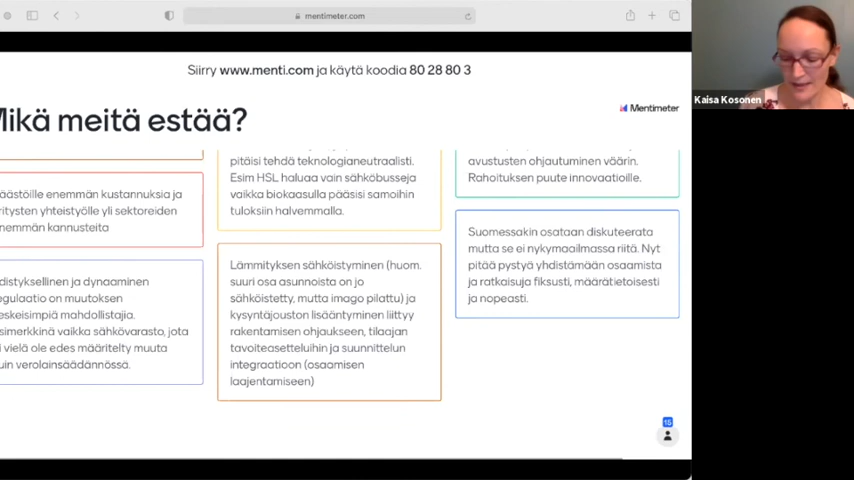 mentimeter.com
Siirry www.menti.com ja käytä koodia 80 28 80 3
Mikä meitä estää?
Mentimeter
Kaisa Kosonen
äästöille enemmän kustannuksia ja
ritysten yhteistyölle yli sektoreiden
nemmän kannusteita
distyksellinen ja dynaaminen
egulaatio on muutoksen
eskeisimpiä mahdollistajia.
simerkkinä vaikka sähkövarasto, jota
i vielä ole edes määritelty muuta
uin verolainsäädännössä.
pitäisi tehdä teknologianeutraalisti.
Esim HSL haluaa vain sähköbusseja
vaikka biokaasulla pääsisi samoihin
tuloksiin halvemmalla.
Lämmityksen sähköistyminen (huom.
suuri osa asunnoista on jo
sähköistetty, mutta imago pilattu) ja
kysyntäjouston lisääntyminen liittyy
rakentamisen ohjaukseen, tilaajan
tavoiteasetteluihin ja suunnittelun
integraatioon (osaamisen
laajentamiseen)
avustusten ohjautuminen väärin.
Rahoituksen puute innovaatioille.
Suomessakin osataan diskuteerata
mutta se ei nykymaailmassa riitä. Nyt
pitää pystyä yhdistämään osaamista
ja ratkaisuja fiksusti, määrätietoisesti
ja nopeasti.
15